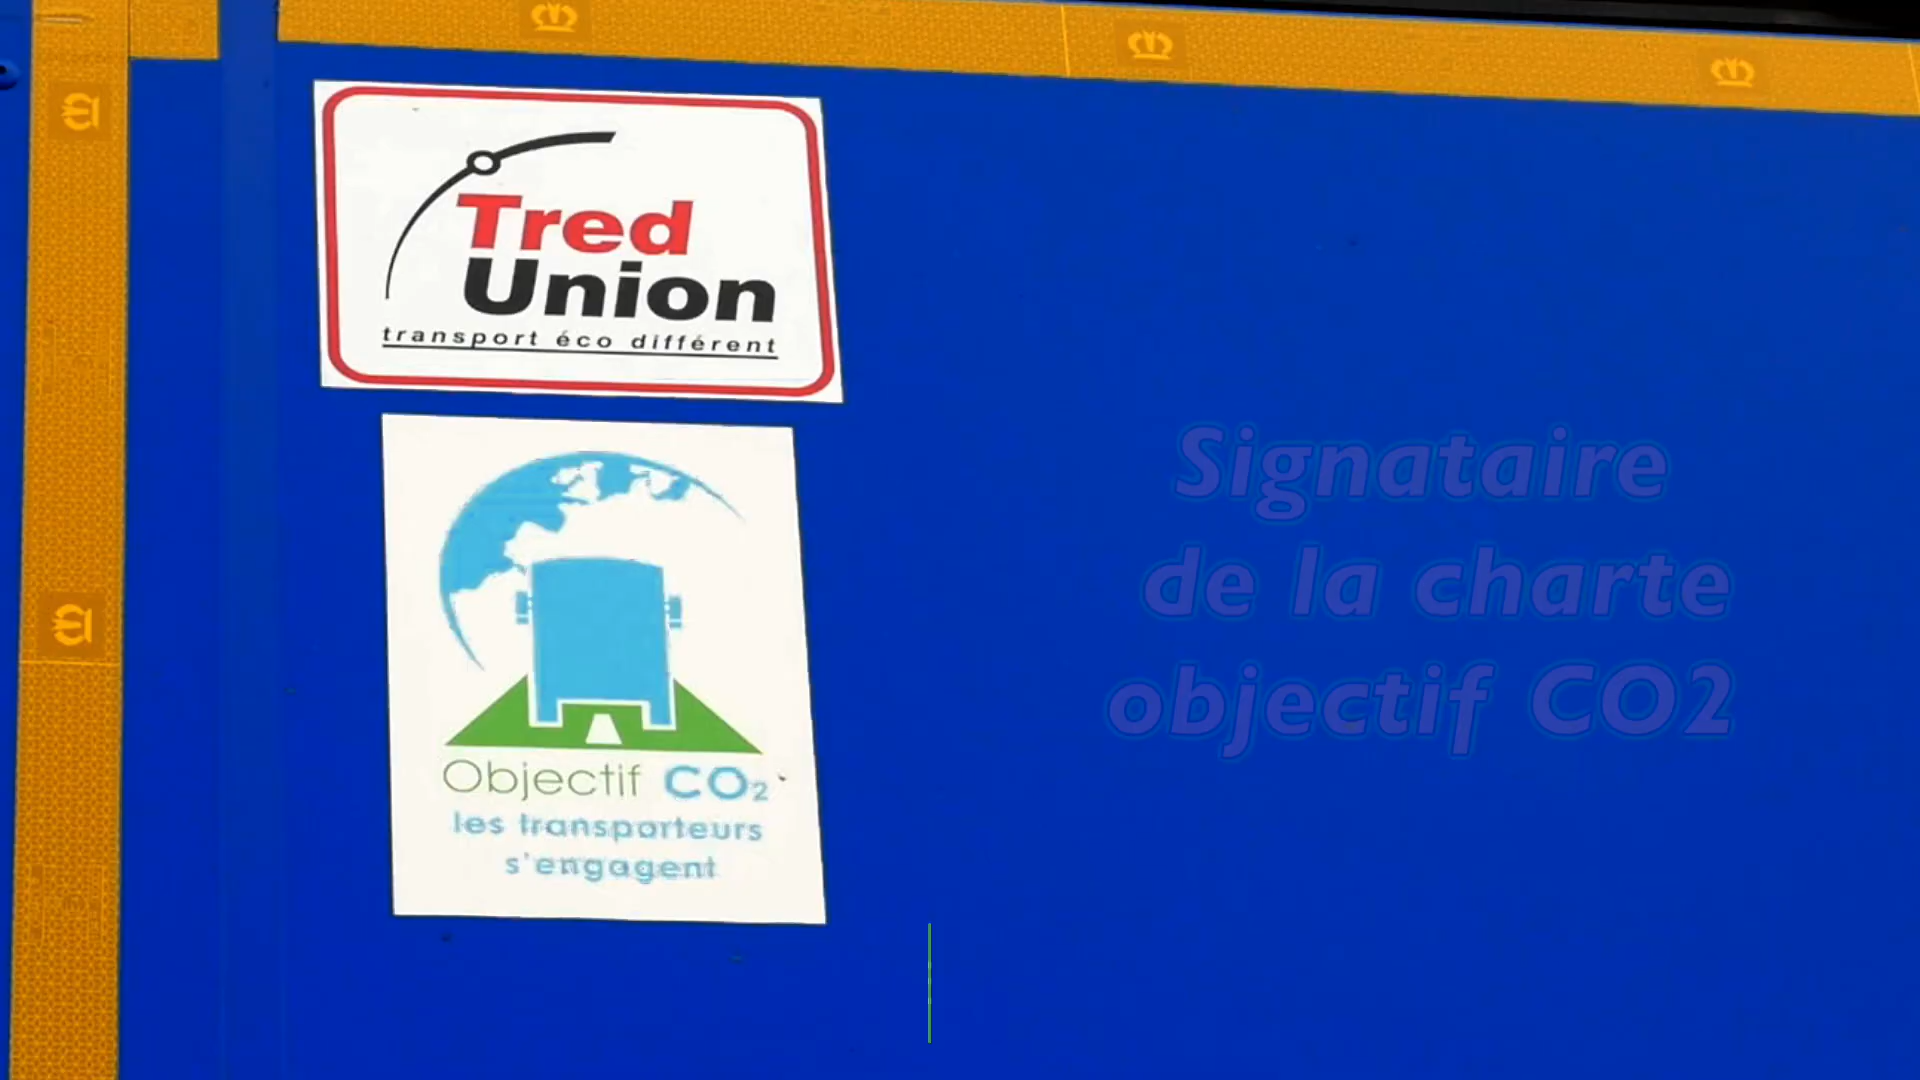 Tred
Union
transport éco différent
Objectif CO₂
les transporteurs
s'engagent
Signataire
de la charte
objectif CO2